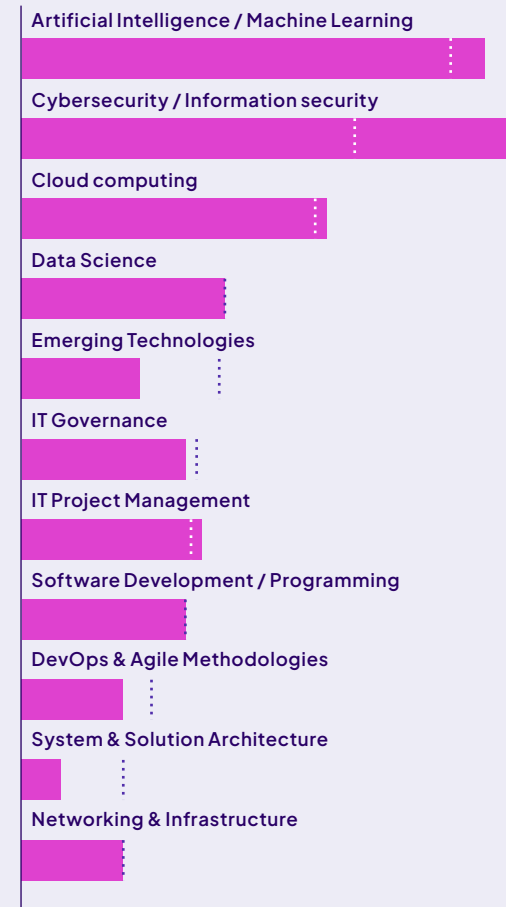 Artificial Intelligence / Machine Learning
Cybersecurity / Information security
Cloud computing
Data Science
Emerging Technologies
IT Governance
IT Project Management
Software Development / Programming
DevOps & Agile Methodologies
System & Solution Architecture
Networking & Infrastructure